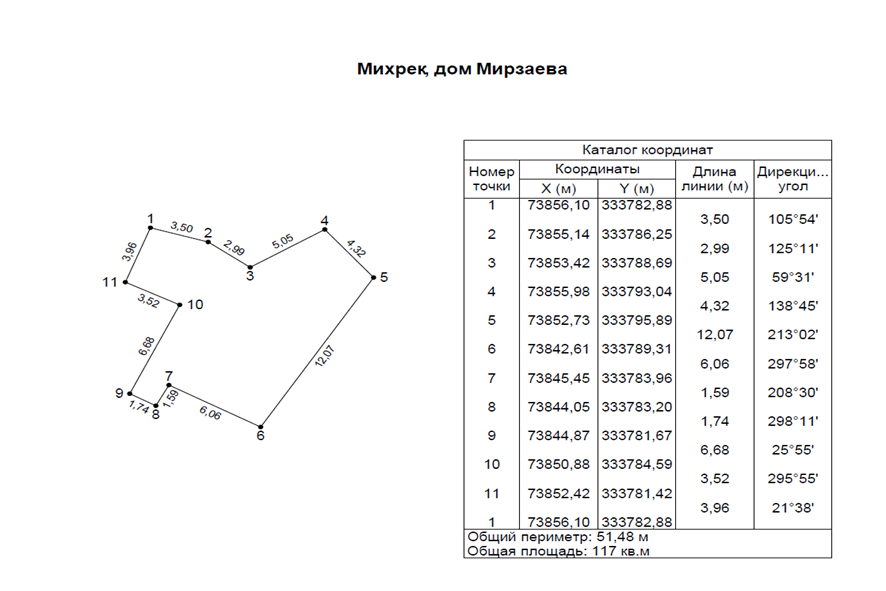 Михрек, дом Мирзаева
1
3,50
2
2,99
3
5,05
4
4,32
5
12,07
6
6,06
7
1,59
8
1,74
9
6,68
10
3,52
11
3,96
Каталог координат
Номер точки Координаты Длина линии (м) Дирекци... угол
X (м) Y (м)
1 73856,10 333782,88
3,50 105°54'
2 73855,14 333786,25
2,99 125°11'
3 73853,42 333788,69
5,05 59°31'
4 73855,98 333793,04
4,32 138°45'
5 73852,73 333795,89
12,07 213°02'
6 73842,61 333789,31
6,06 297°58'
7 73845,45 333783,96
1,59 208°30'
8 73844,05 333783,20
1,74 298°11'
9 73844,87 333781,67
6,68 25°55'
10 73850,88 333784,59
3,52 295°55'
11 73852,42 333781,42
3,96 21°38'
1 73856,10 333782,88
Общий периметр: 51,48 м
Общая площадь: 117 кв.м